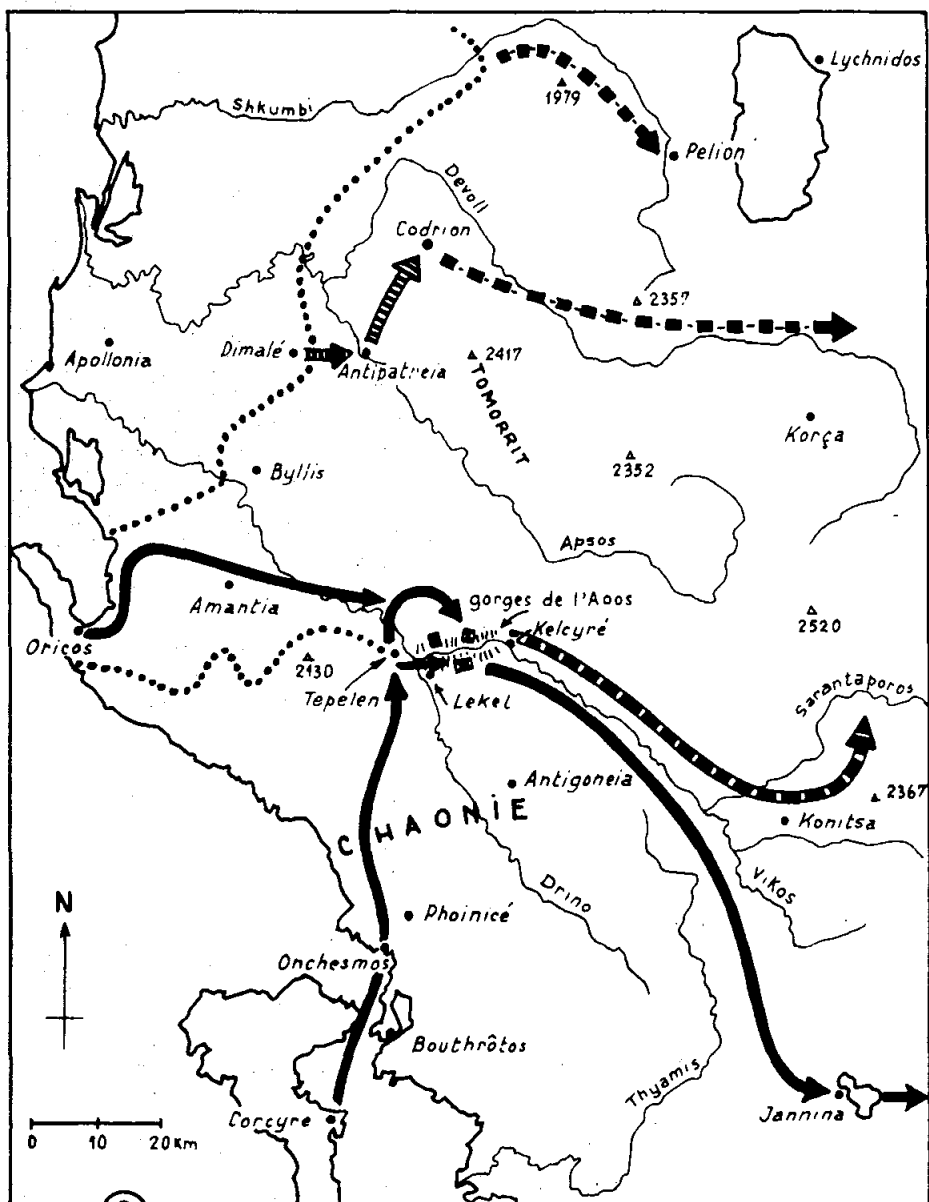 Lychnidos
Shkumbi
1979
Pelion
Devoll
Codrion
2357
Apollonia
Dimalé
Antipatreia
2417
TOMORRIT
Korça
Byllis
2352
Apsos
Amantia
gorges de l'Aoos
Kelcyré
2520
Oricos
2130
Tepelen
Lekel
Sarantaporos
Antigoneia
2367
Konitsa
CHAONIE
Vikos
Drino
N
Phoinicé
Onchesmos
Bouthrôtos
Thyamis
Corcyre
Jannina
0 10 20 Km